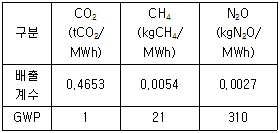 구분
CO₂
(tCO₂/
MWh)
CH₄
(kgCH₄/
MWh)
N₂O
(kgN₂O/
MWh)
배출
계수
0,4653
0,0054
0,0027
GWP
1
21
310